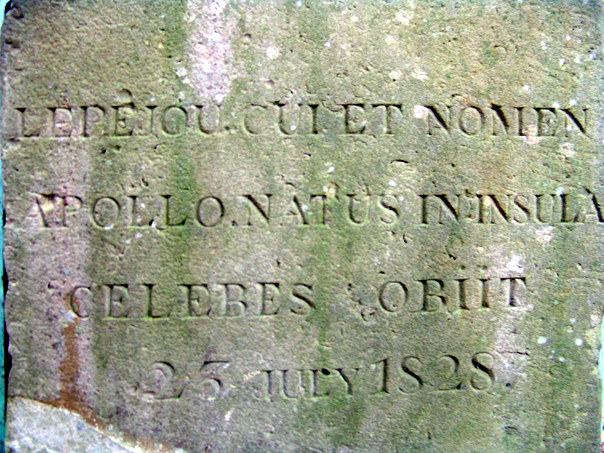 LEPEJOU.CUI ET NOMEN
APOLLO.NATUS IN INSULA
CELEBES OBIIT
23 JULY 1828.